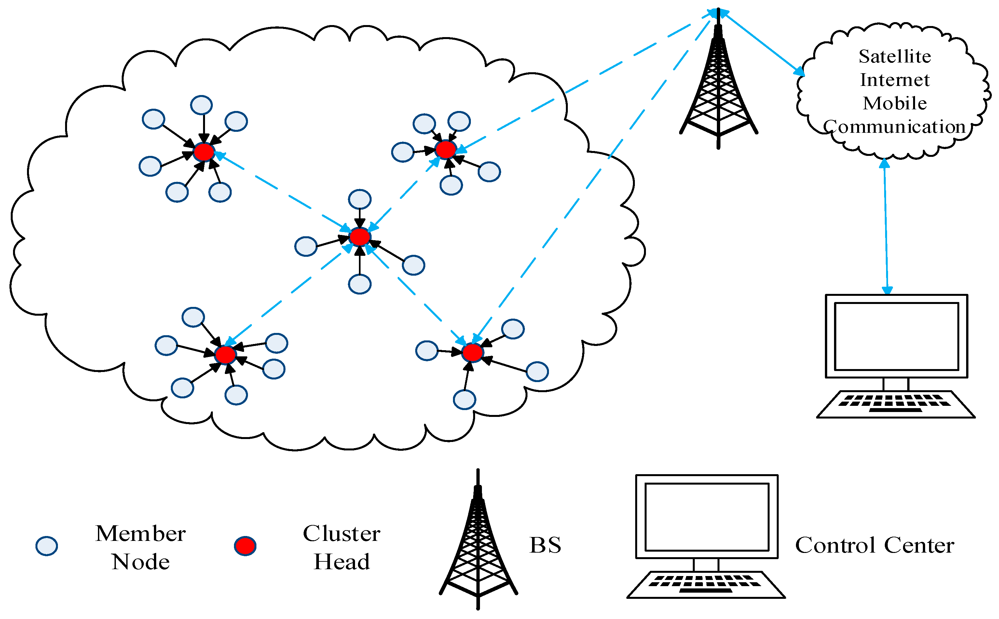 Satellite
Internet
Mobile
Communication
Member
Node
Cluster
Head
BS
Control Center